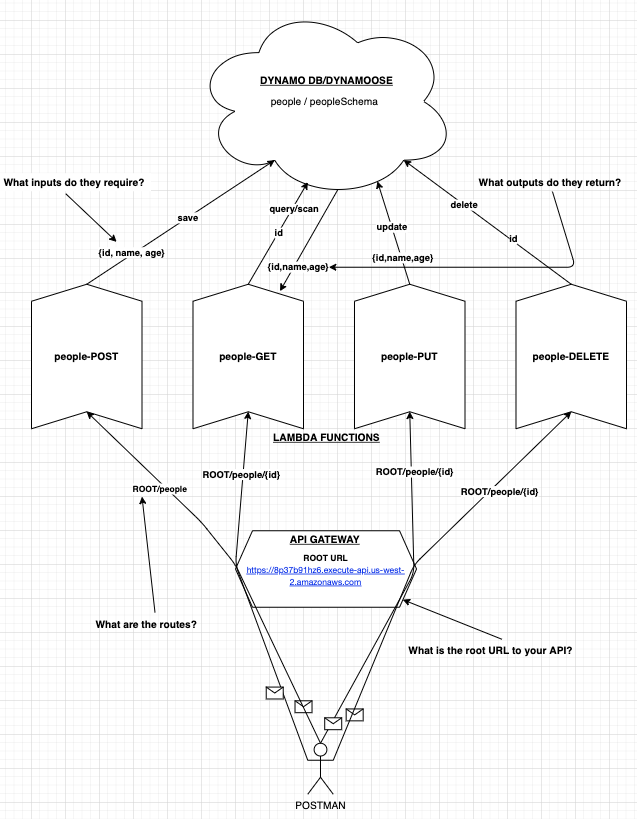 DYNAMO DB/DYNAMOOSE
people / peopleSchema
What inputs do they require?
What outputs do they return?
save
query/scan
id
update
delete
id
{id, name, age}
{id,name,age}
{id,name,age}
people-POST
people-GET
people-PUT
people-DELETE
LAMBDA FUNCTIONS
ROOT/people
ROOT/people/{id}
ROOT/people/{id}
ROOT/people/{id}
API GATEWAY
ROOT URL
https://8p37b91hz6.execute-api.us-west-
2.amazonaws.com
What are the routes?
What is the root URL to your API?
POSTMAN